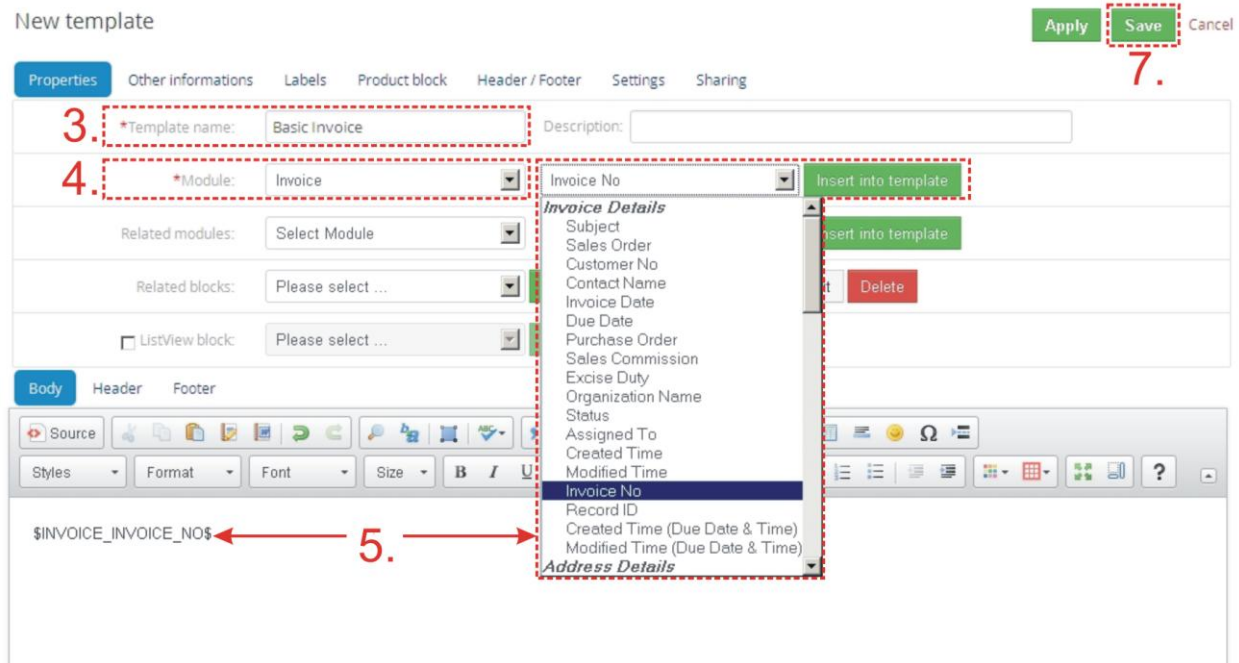 New template
Apply Save Cancel
7.
Properties Other informations Labels Product block Header / Footer Settings Sharing
3. *Template name: Basic Invoice Description:
4. *Module: Invoice Invoice No Insert into template
Invoice Details
Subject
Related modules: Select Module nsert into template
Sales Order
Customer No
Contact Name
Related blocks: Please select ... t Delete
Invoice Date
Due Date
Purchase Order
ListView block: Please select ...
Sales Commission
Excise Duty
Organization Name
Body Header Footer
Status
Assigned To
Source ABC Ω
Created Time
Modified Time
Styles Format Font Size B I U ?
Invoice No
Record ID
Created Time (Due Date & Time)
$INVOICE_INVOICE_NO$ 5.
Modified Time (Due Date & Time)
Address Details